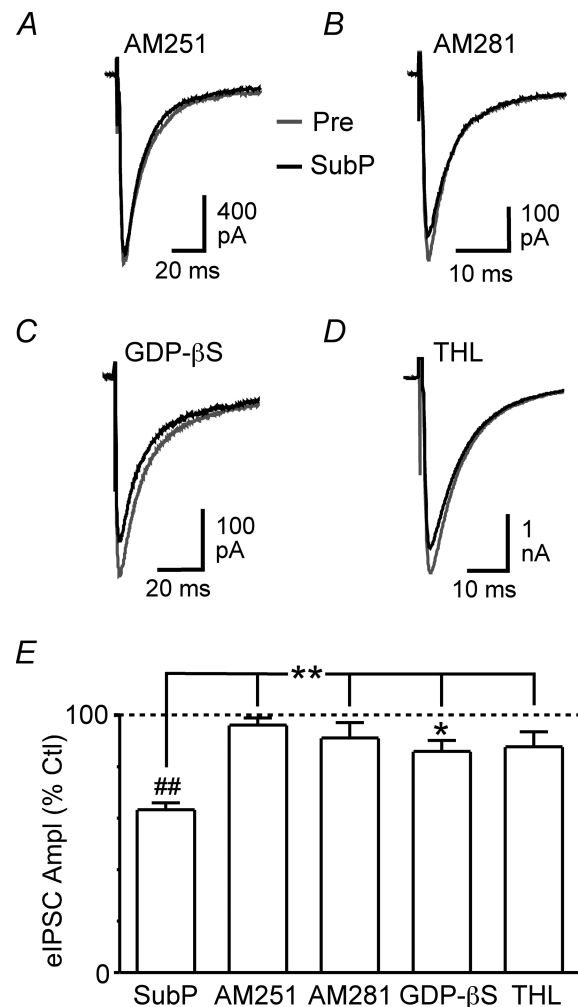 A
AM251
B
AM281
Pre
SubP
400
pA
20 ms
100
pA
10 ms
C
GDP-βS
D
THL
100
pA
20 ms
1
nA
10 ms
E
**
100
*
##
eIPSC Ampl (% Ctl)
0
SubP AM251 AM281 GDP-βS THL